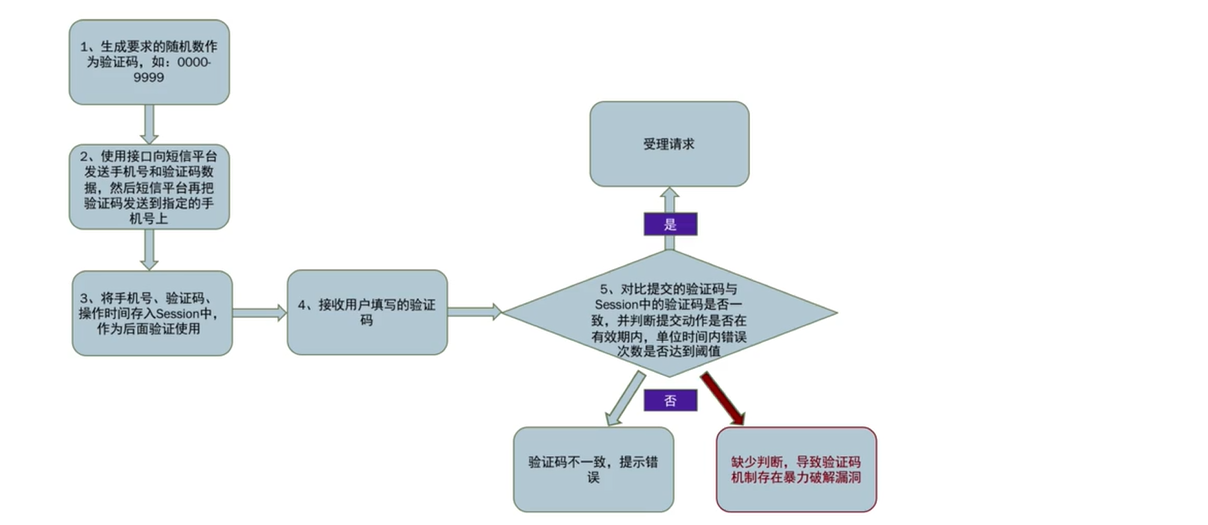 1、生成要求的随机数作
为验证码，如：0000-
9999
2、使用接口向短信平台
发送手机号和验证码数
据，然后短信平台再把
验证码发送到指定的手
机号上
3、将手机号、验证码、
操作时间存入Session中，
作为后面验证使用
4、接收用户填写的验证
码
5、对比提交的验证码与
Session中的验证码是否一
致，并判断提交动作是否在
有效期内，单位时间内错误
次数是否达到阈值
是
受理请求
否
验证码不一致，提示错
误
缺少判断，导致验证码
机制存在暴力破解漏洞